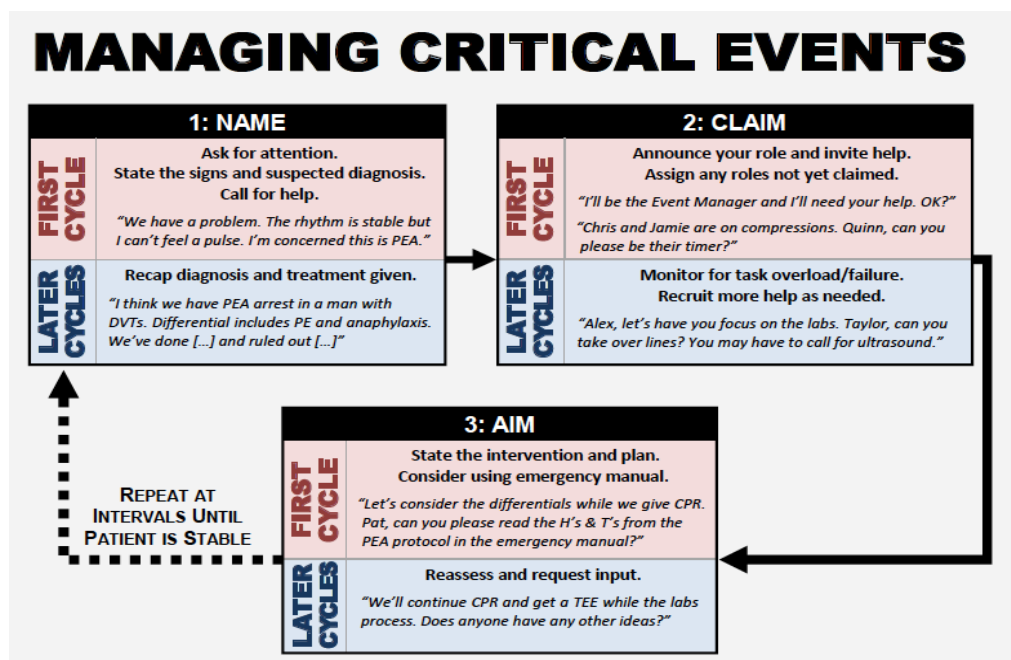 MANAGING CRITICAL EVENTS
1: NAME
FIRST
CYCLE
Ask for attention.
State the signs and suspected diagnosis.
Call for help.
“We have a problem. The rhythm is stable but
I can’t feel a pulse. I’m concerned this is PEA.”
LATER
CYCLES
Recap diagnosis and treatment given.
“I think we have PEA arrest in a man with
DVTs. Differential includes PE and anaphylaxis.
We’ve done [...] and ruled out [...]”
2: CLAIM
FIRST
CYCLE
Announce your role and invite help.
Assign any roles not yet claimed.
“I’ll be the Event Manager and I’ll need your help. OK?”
“Chris and Jamie are on compressions. Quinn, can you
please be their timer?”
LATER
CYCLES
Monitor for task overload/failure.
Recruit more help as needed.
“Alex, let’s have you focus on the labs. Taylor, can you
take over lines? You may have to call for ultrasound.”
3: AIM
FIRST
CYCLE
State the intervention and plan.
Consider using emergency manual.
“Let’s consider the differentials while we give CPR.
Pat, can you please read the H’s & T’s from the
PEA protocol in the emergency manual?”
LATER
CYCLES
Reassess and request input.
“We’ll continue CPR and get a TEE while the labs
process. Does anyone have any other ideas?”
REPEAT AT
INTERVALS UNTIL
PATIENT IS STABLE